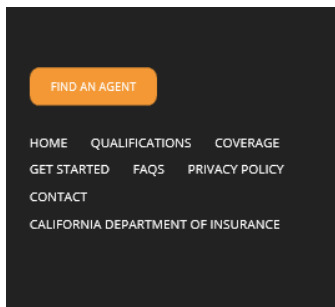 FIND AN AGENT
HOME QUALIFICATIONS COVERAGE
GET STARTED FAQS PRIVACY POLICY
CONTACT
CALIFORNIA DEPARTMENT OF INSURANCE